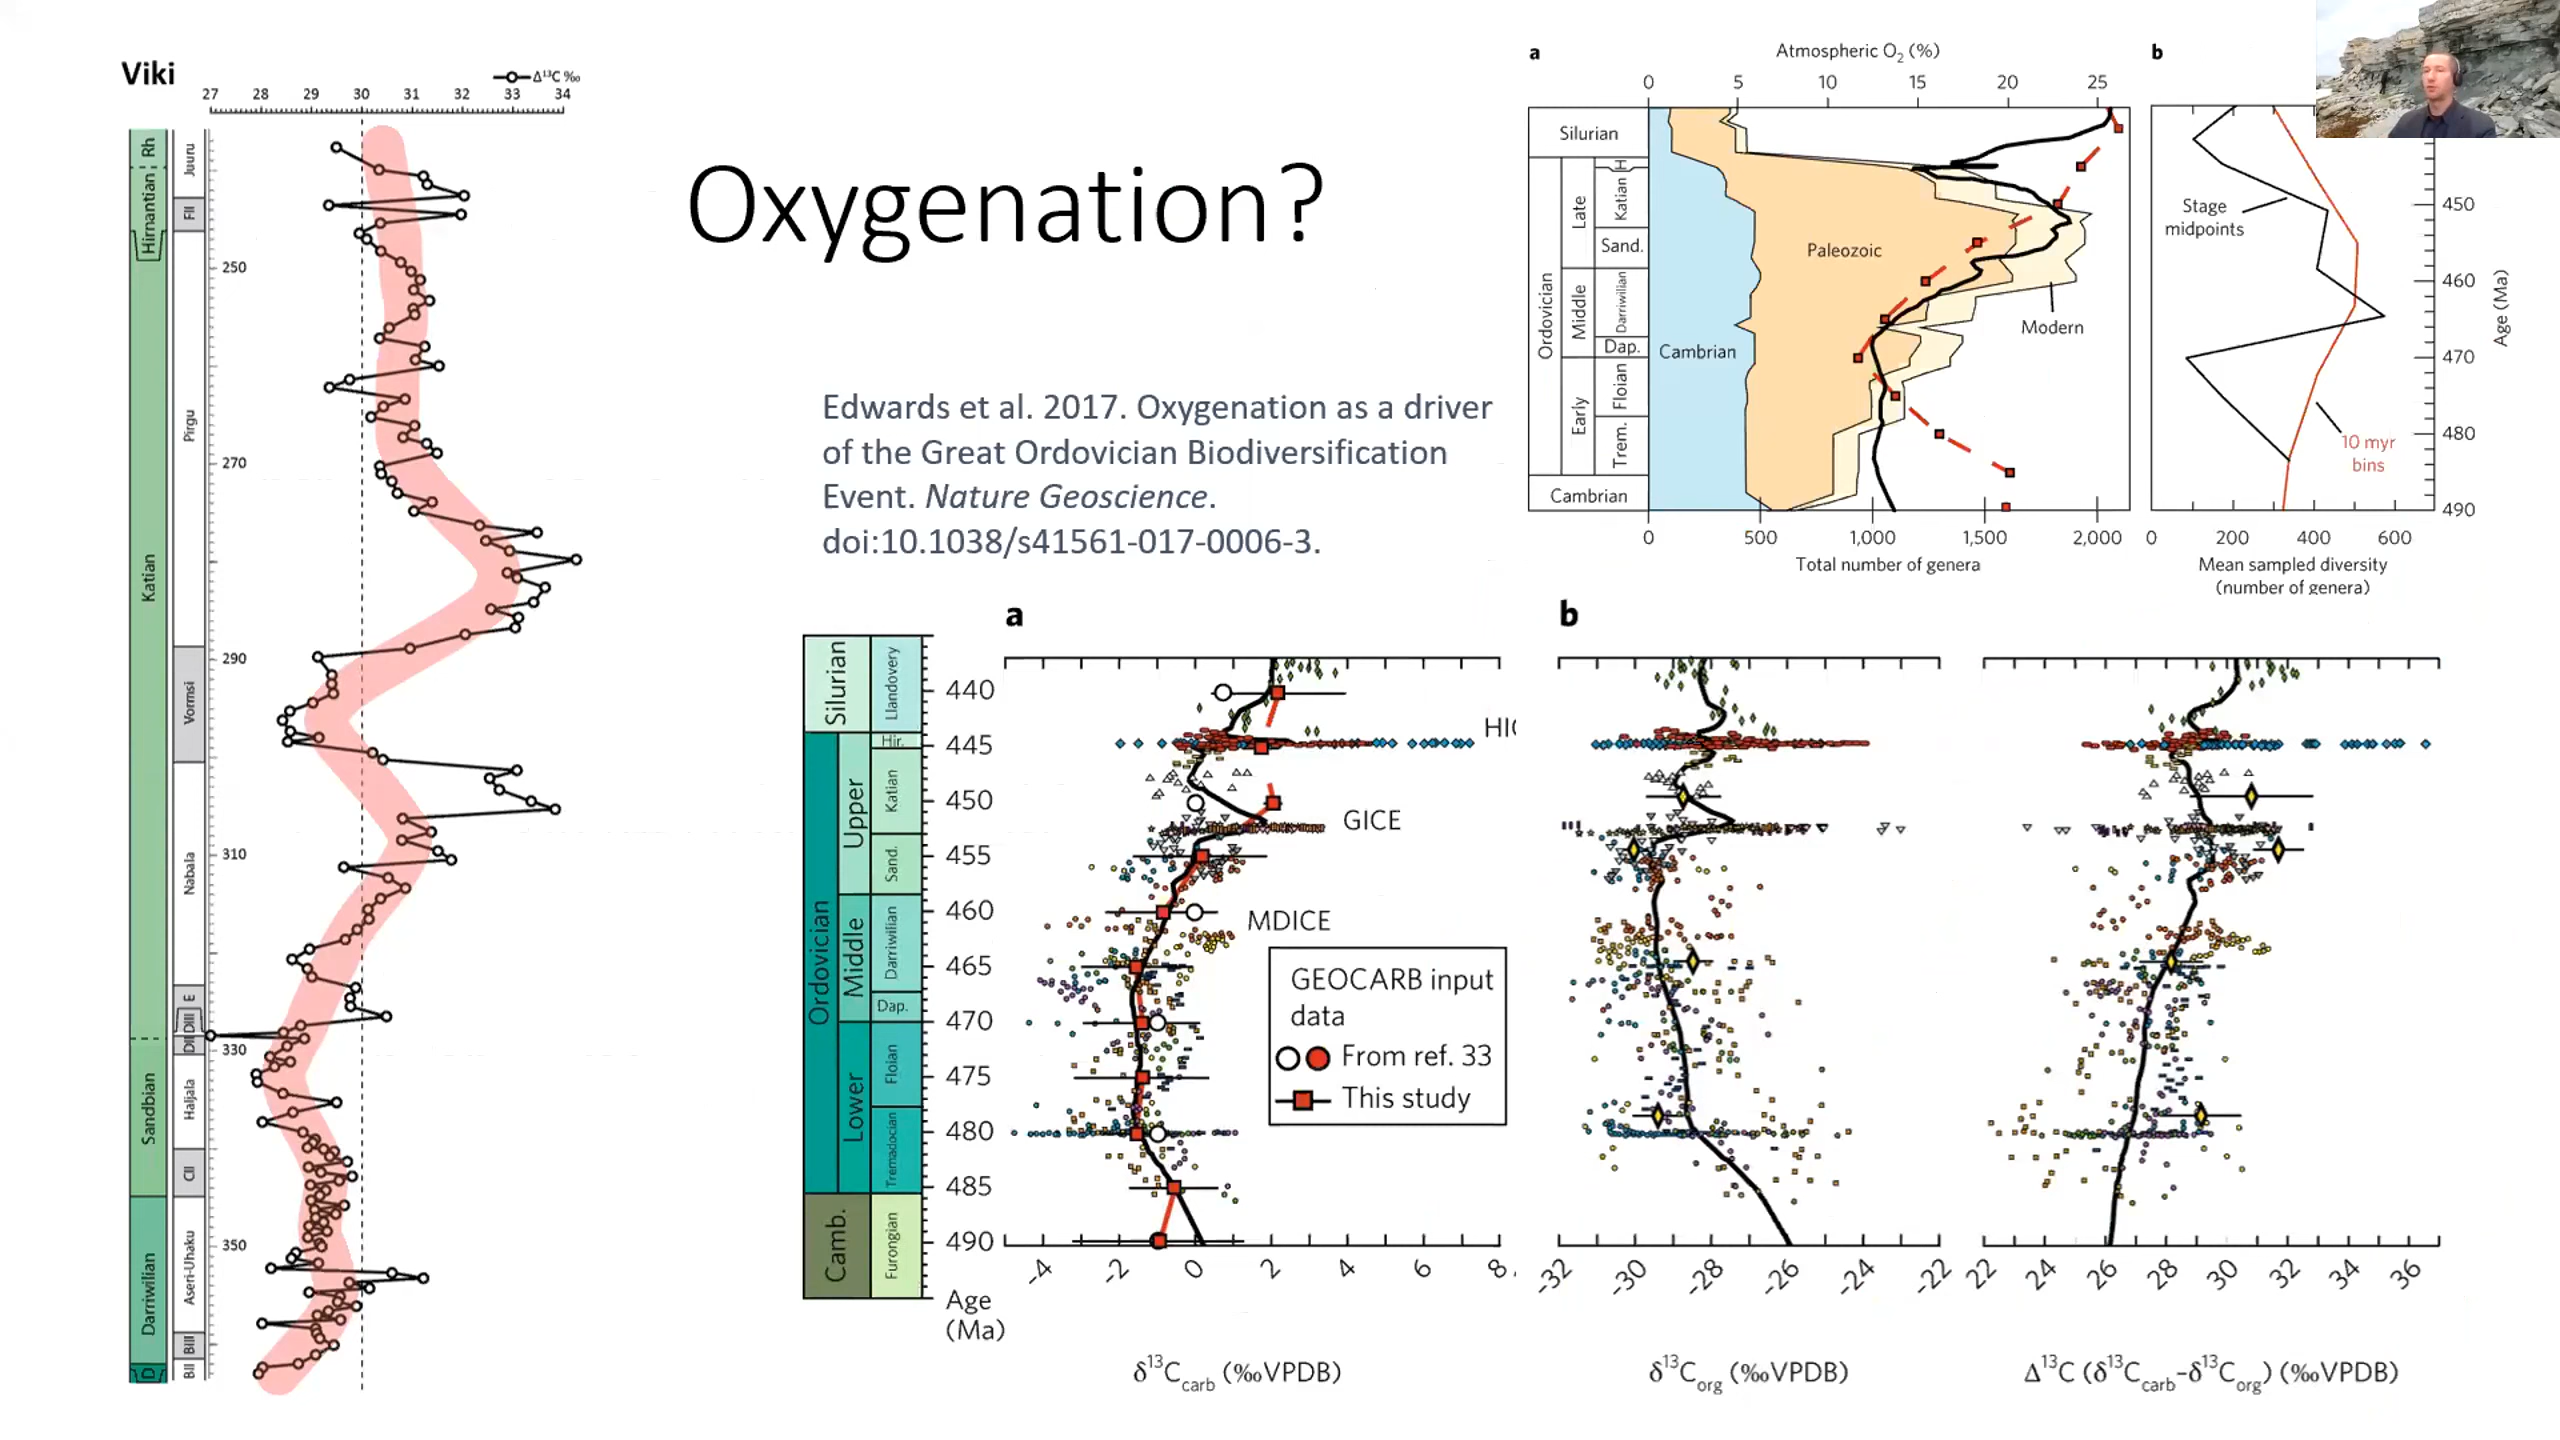 Viki
Δ¹³C ‰
27 28 29 30 31 32 33 34
Rh
Hirnantian
Katian
Sandbian
Darriwilian
D
Juuru
FII
Pirgu
Vormsi
Nabala
E
DIII
DII
Haljala
CII
Aseri-Uhaku
BIII
BII
250
270
290
310
330
350
Oxygenation?
Edwards et al. 2017. Oxygenation as a driver
of the Great Ordovician Biodiversification
Event. Nature Geoscience.
doi:10.1038/s41561-017-0006-3.
a
Atmospheric O₂ (%)
0 5 10 15 20 25
Silurian
Ordovician
Late
Middle
Early
H
Katian
Sand.
Darriwilian
Dap.
Floian
Trem.
Cambrian
Cambrian
Paleozoic
Modern
0 500 1,000 1,500 2,000
Total number of genera
b
Stage
midpoints
10 myr
bins
450
460
470
480
490
Age (Ma)
0 200 400 600
Mean sampled diversity
(number of genera)
a
Silurian
Ordovician
Camb.
Upper
Middle
Lower
Llandovery
Hir.
Katian
Sand.
Darriwilian
Dap.
Floian
Tremadocian
Furongian
440
445
450
455
460
465
470
475
480
485
490
Age
(Ma)
HIC
GICE
MDICE
GEOCARB input
data
From ref. 33
This study
-4 -2 0 2 4 6 8
δ¹³Ccarb (‰VPDB)
b
-32 -30 -28 -26 -24 -22
δ¹³Corg (‰VPDB)
22 24 26 28 30 32 34 36
Δ¹³C (δ¹³Ccarb-δ¹³Corg) (‰VPDB)